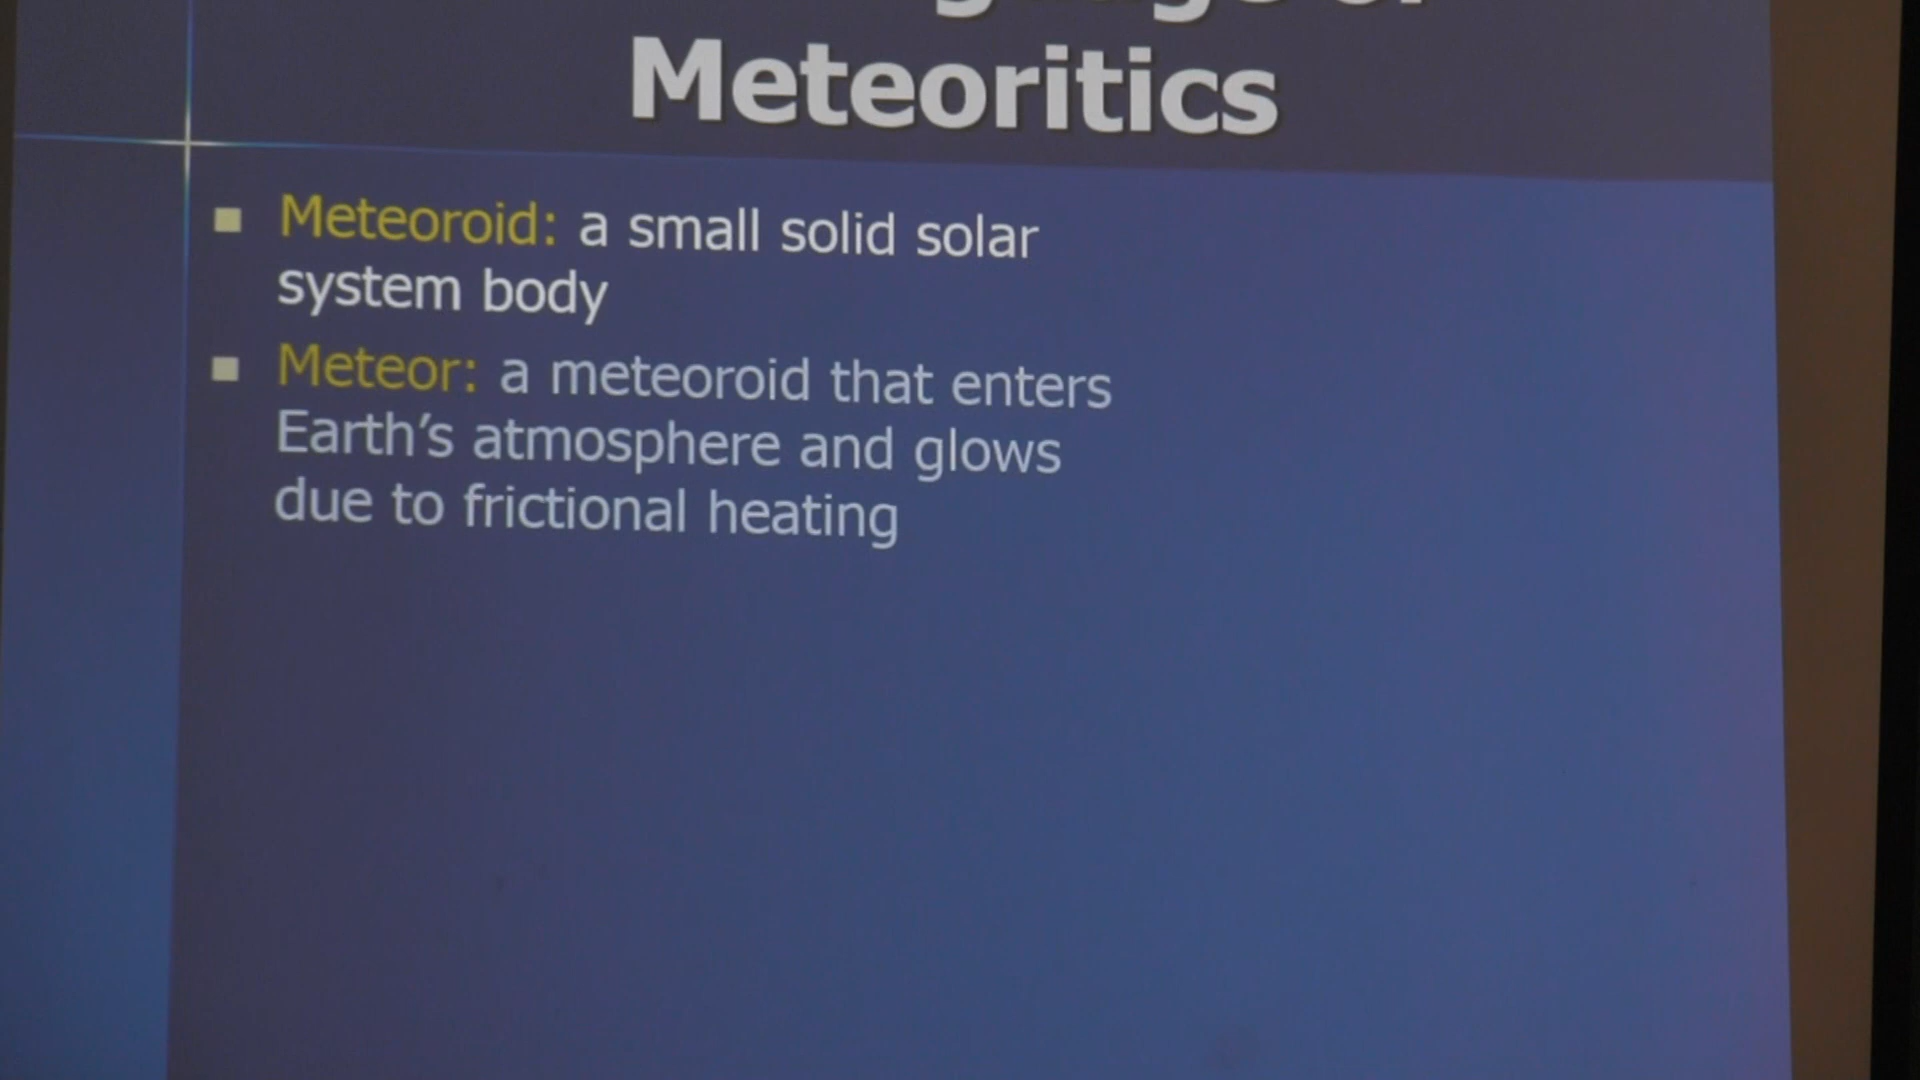 Meteoritics
Meteoroid: a small solid solar
system body
Meteor: a meteoroid that enters
Earth's atmosphere and glows
due to frictional heating